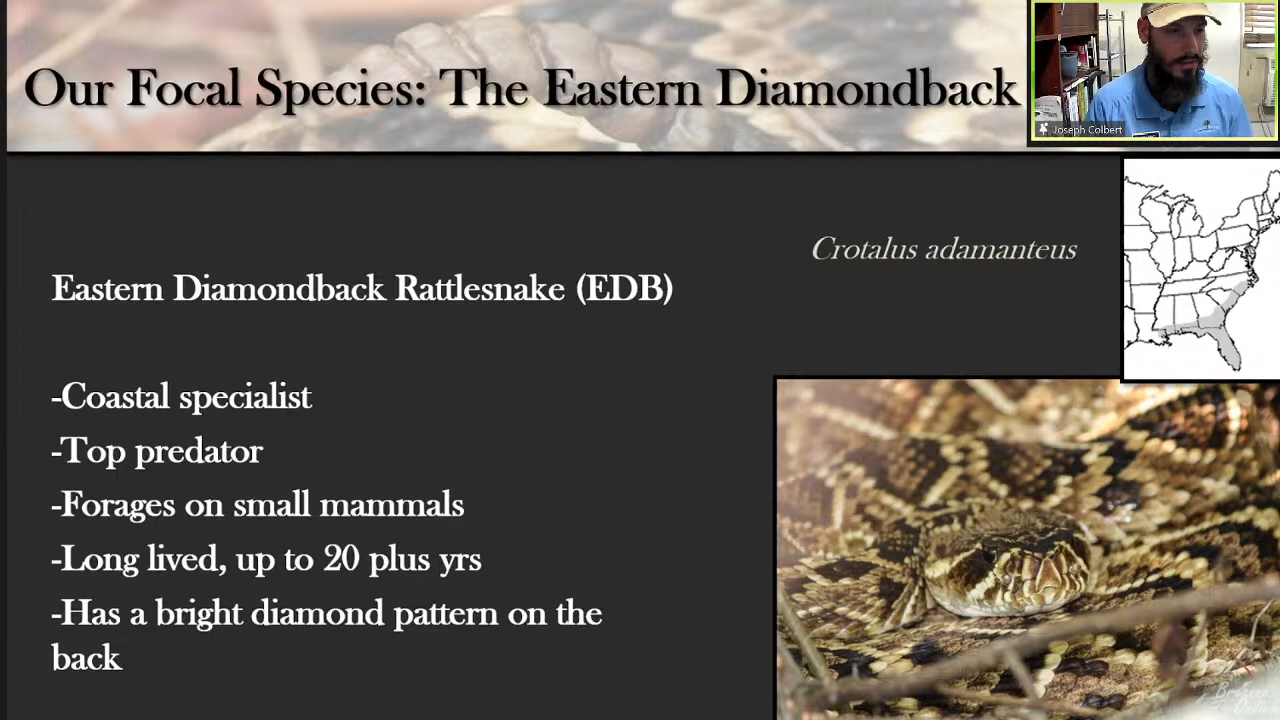 Our Focal Species: The Eastern Diamondback
Joseph Colbert
Crotalus adamanteus
Eastern Diamondback Rattlesnake (EDB)
-Coastal specialist
-Top predator
-Forages on small mammals
-Long lived, up to 20 plus yrs
-Has a bright diamond pattern on the
back